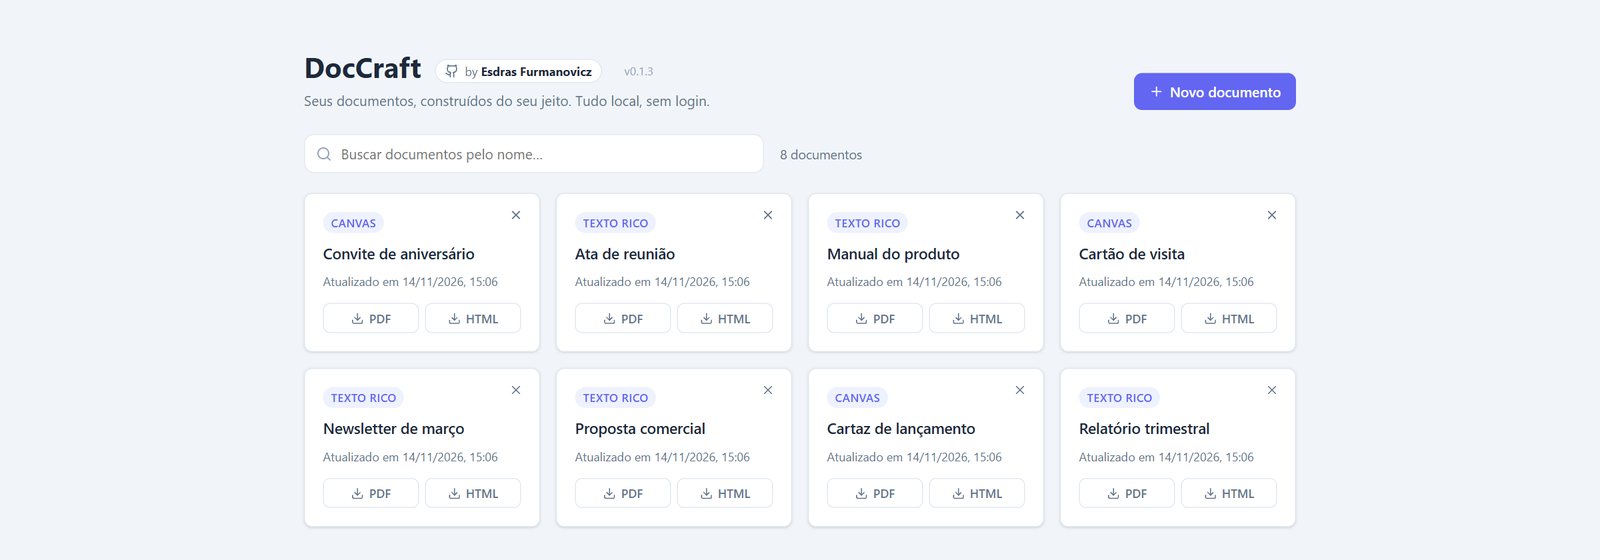 DocCraft by Esdras Furmanovicz v0.1.3
Seus documentos, construídos do seu jeito. Tudo local, sem login.
+ Novo documento
Buscar documentos pelo nome...
8 documentos
CANVAS
Convite de aniversário
Atualizado em 14/11/2026, 15:06
PDF HTML
TEXTO RICO
Ata de reunião
Atualizado em 14/11/2026, 15:06
PDF HTML
TEXTO RICO
Manual do produto
Atualizado em 14/11/2026, 15:06
PDF HTML
CANVAS
Cartão de visita
Atualizado em 14/11/2026, 15:06
PDF HTML
TEXTO RICO
Newsletter de março
Atualizado em 14/11/2026, 15:06
PDF HTML
TEXTO RICO
Proposta comercial
Atualizado em 14/11/2026, 15:06
PDF HTML
CANVAS
Cartaz de lançamento
Atualizado em 14/11/2026, 15:06
PDF HTML
TEXTO RICO
Relatório trimestral
Atualizado em 14/11/2026, 15:06
PDF HTML